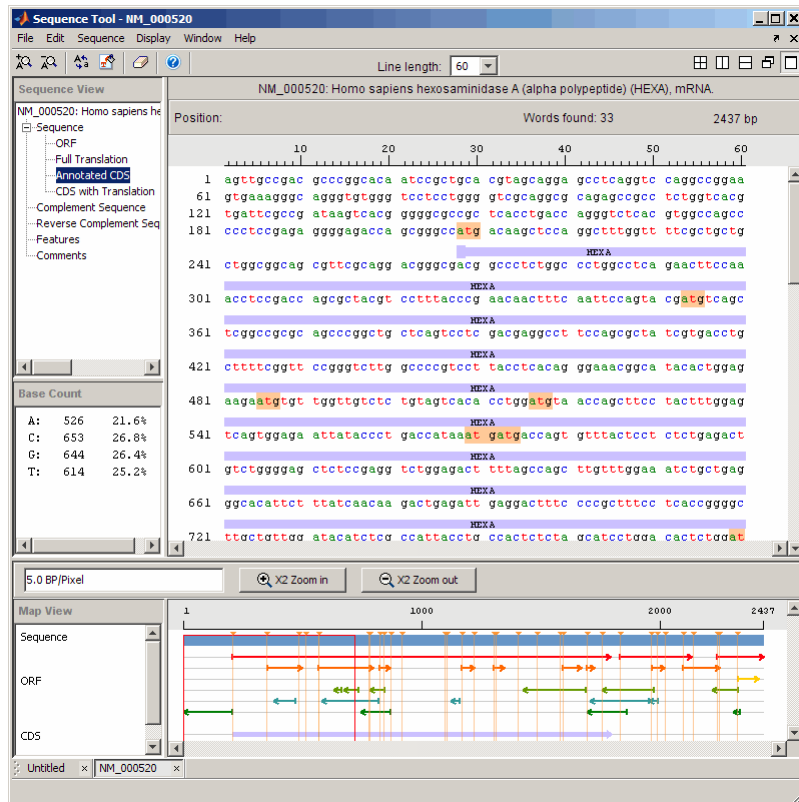 Sequence Tool - NM_000520
File Edit Sequence Display Window Help
Line length: 60
Sequence View
NM_000520: Homo sapiens he
Sequence
ORF
Full Translation
Annotated CDS
CDS with Translation
Complement Sequence
Reverse Complement Seq
Features
Comments
Base Count
A: 526 21.6%
C: 653 26.8%
G: 644 26.4%
T: 614 25.2%
NM_000520: Homo sapiens hexosaminidase A (alpha polypeptide) (HEXA), mRNA.
Position: Words found: 33 2437 bp
10 20 30 40 50 60
1 agttgccgac gcccggcaca atccgctgca cgtagcagga gcctcaggtc caggccggaa
61 gtgaaagggc agggtgtggg tcctcctggg gtcgcaggcg cagagccgcc tctggtcacg
121 tgattcgccg ataagtcacg ggggcgccgc tcacctgacc agggtctcac gtggccagcc
181 ccctccgaga ggggagacca gcgggccatg acaagctcca ggctttggtt ttcgctgctg
HEXA
241 ctggcggcag cgttcgcagg acgggcgacg gccctctggc cctggcctca gaacttccaa
HEXA
301 acctccgacc agcgctacgt cctttacccg aacaactttc aattccagta cgatgtcagc
HEXA
361 tcggccgcgc agcccggctg ctcagtcctc gacgaggcct tccagcgcta tcgtgacctg
HEXA
421 cttttcggtt ccgggtcttg gccccgtcct tacctcacag ggaaacggca tacactggag
HEXA
481 aagaatgtgt tggttgtctc tgtagtcaca cctggatgta accagcttcc tactttggag
HEXA
541 tcagtggaga attataccct gaccataaat gatgaccagt gtttactcct ctctgagact
HEXA
601 gtctggggag ctctccgagg tctggagact tttagccagc ttgtttggaa atctgctgag
HEXA
661 ggcacattct ttatcaacaa gactgagatt gaggactttc cccgctttcc tcaccggggc
HEXA
721 ttgctgttgg atacatctcg ccattacctg ccactctcta gcatcctgga cactctggat
5.0 BP/Pixel X2 Zoom in X2 Zoom out
Map View
1 1000 2000 2437
Sequence
ORF
CDS
Untitled × NM_000520 ×